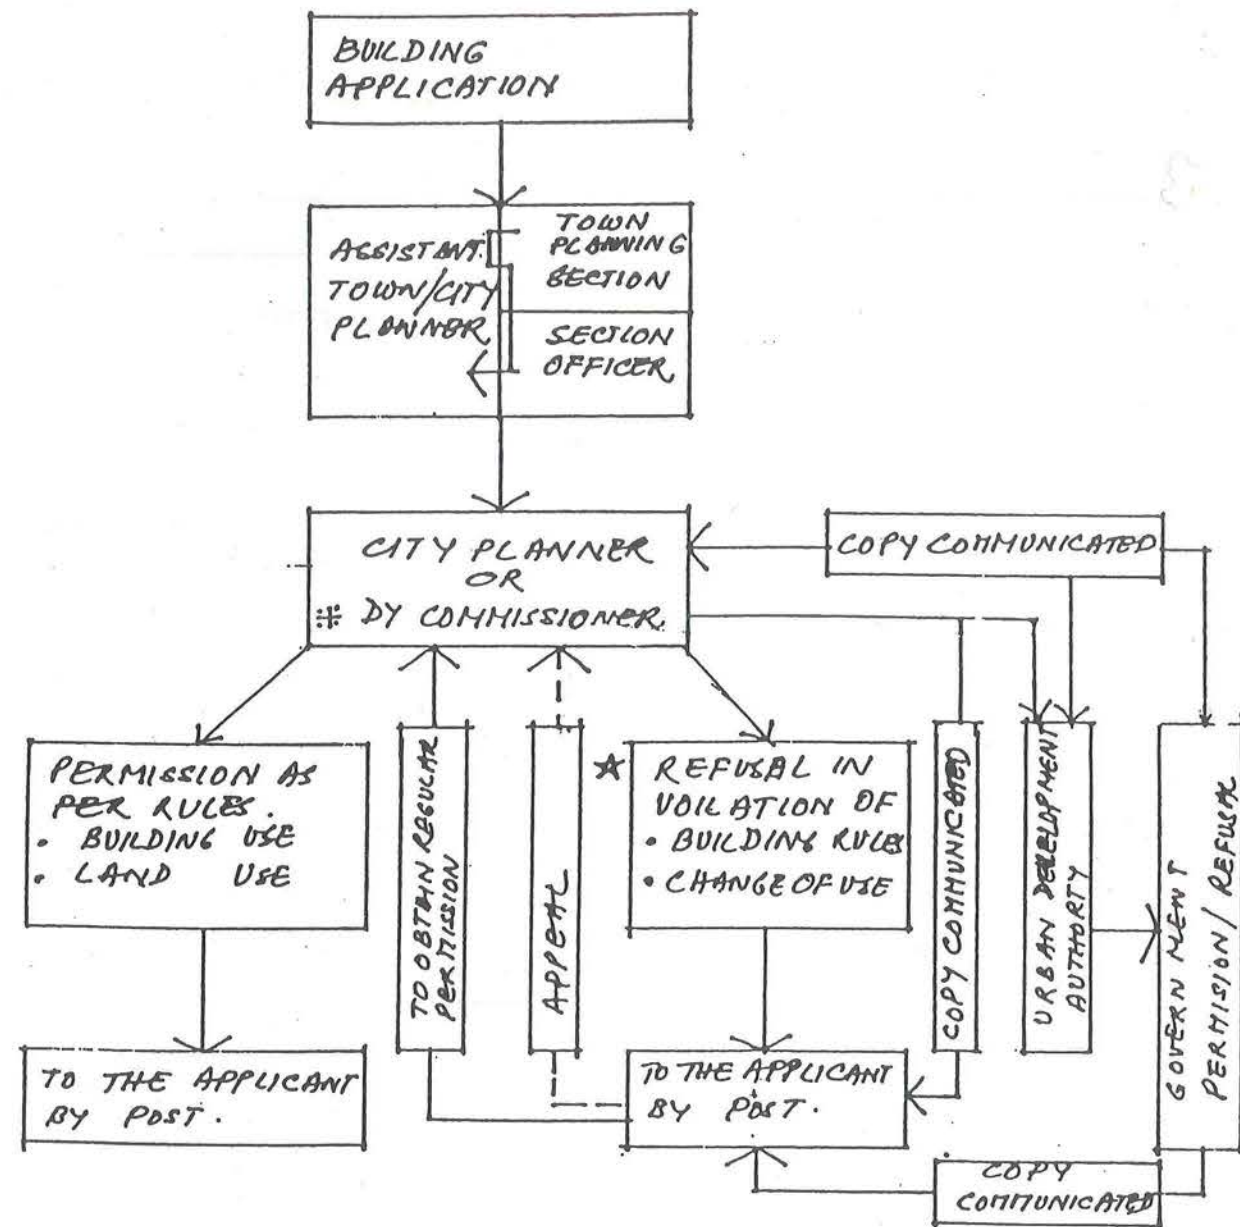 BUILDING
APPLICATION
ASSISTANT.
TOWN/CITY
PLANNER
TOWN
PLANNING
SECTION
SECTION
OFFICER
CITY PLANNER
OR
DY COMMISSIONER.
COPY COMMUNICATED
PERMISSION AS
PER RULES.
• BUILDING USE
• LAND USE
TO OBTAIN REGULAR
PERMISSION
APPEAL
☆ REFUSAL IN
VOILATION OF
• BUILDING RULES
• CHANGE OF USE
COPY COMMUNICATED
URBAN DEVELOPMENT
AUTHORITY
GOVERNMENT
PERMISION/REFUSAL
TO THE APPLICANT
BY POST.
TO THE APPLICANT
BY POST.
COPY
COMMUNICATED